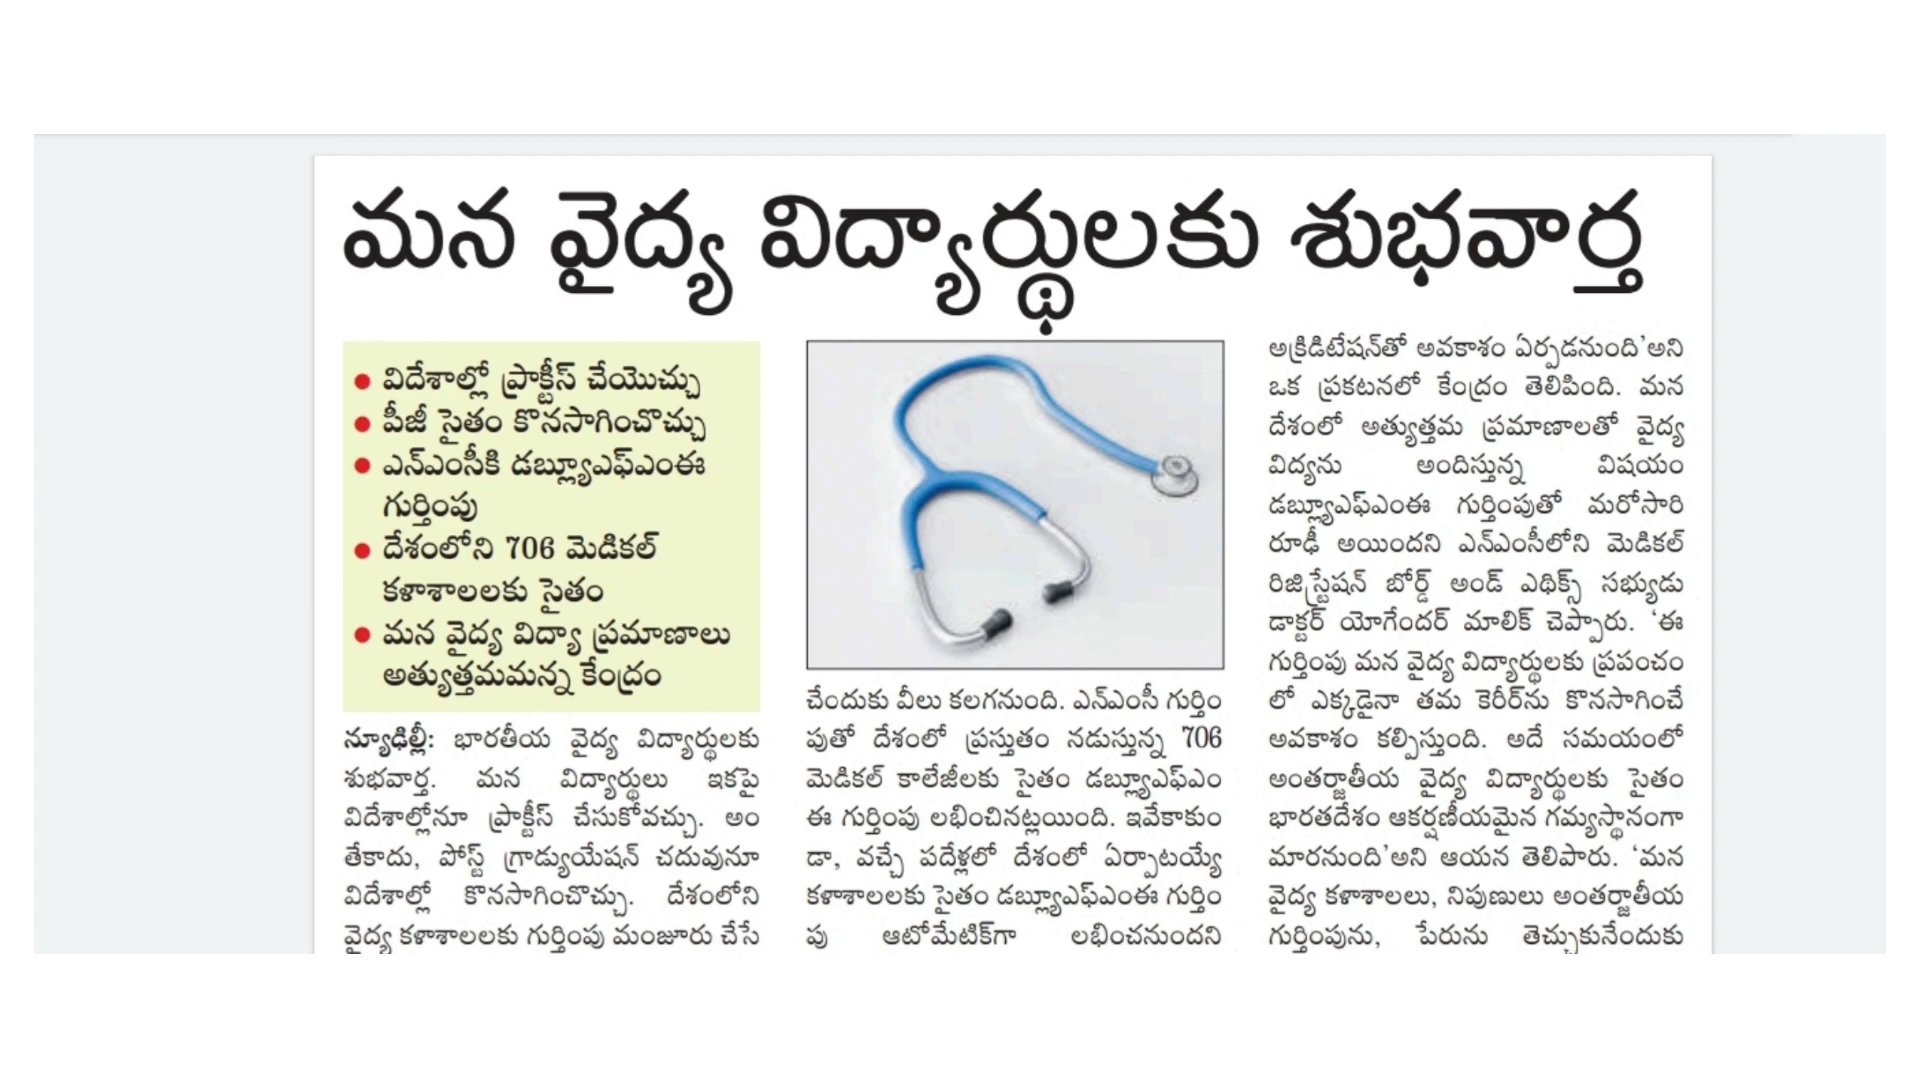 మన వైద్య విద్యార్థులకు శుభవార్త
● విదేశాల్లో ప్రాక్టీస్ చేయొచ్చు
● పీజీ సైతం కొనసాగించొచ్చు
● ఎన్ఎంసీకి డబ్ల్యూఎఫ్ఎంఈ
గుర్తింపు
● దేశంలోని 706 మెడికల్
కళాశాలలకు సైతం
● మన వైద్య విద్యా ప్రమాణాలు
అత్యుత్తమమన్న కేంద్రం
న్యూఢిల్లీ: భారతీయ వైద్య విద్యార్థులకు
శుభవార్త. మన విద్యార్థులు ఇకపై
విదేశాల్లోనూ ప్రాక్టీస్ చేసుకోవచ్చు. అం
తేకాదు, పోస్ట్ గ్రాడ్యుయేషన్ చదువునూ
విదేశాల్లో కొనసాగించొచ్చు. దేశంలోని
వైద్య కళాశాలలకు గుర్తింపు మంజూరు చేసే
చేందుకు వీలు కలగనుంది. ఎన్ఎంసీ గుర్తిం
పుతో దేశంలో ప్రస్తుతం నడుస్తున్న 706
మెడికల్ కాలేజీలకు సైతం డబ్ల్యూఎఫ్ఎం
ఈ గుర్తింపు లభించినట్లయింది. ఇవేకాకుం
డా, వచ్చే పదేళ్లలో దేశంలో ఏర్పాటయ్యే
కళాశాలలకు సైతం డబ్ల్యూఎఫ్ఎంఈ గుర్తిం
పు ఆటోమేటిక్‌గా లభించనుందని
అక్రిడిటేషన్‌తో అవకాశం ఏర్పడనుంది'అని
ఒక ప్రకటనలో కేంద్రం తెలిపింది. మన
దేశంలో అత్యుత్తమ ప్రమాణాలతో వైద్య
విద్యను అందిస్తున్న విషయం
డబ్ల్యూఎఫ్ఎంఈ గుర్తింపుతో మరోసారి
రూఢీ అయిందని ఎన్ఎంసీలోని మెడికల్
రిజిస్ట్రేషన్ బోర్డ్ అండ్ ఎథిక్స్ సభ్యుడు
డాక్టర్ యోగేందర్ మాలిక్ చెప్పారు. 'ఈ
గుర్తింపు మన వైద్య విద్యార్థులకు ప్రపంచం
లో ఎక్కడైనా తమ కెరీర్‌ను కొనసాగించే
అవకాశం కల్పిస్తుంది. అదే సమయంలో
అంతర్జాతీయ వైద్య విద్యార్థులకు సైతం
భారతదేశం ఆకర్షణీయమైన గమ్యస్థానంగా
మారనుంది'అని ఆయన తెలిపారు. 'మన
వైద్య కళాశాలలు, నిపుణులు అంతర్జాతీయ
గుర్తింపును, పేరును తెచ్చుకునేందుకు